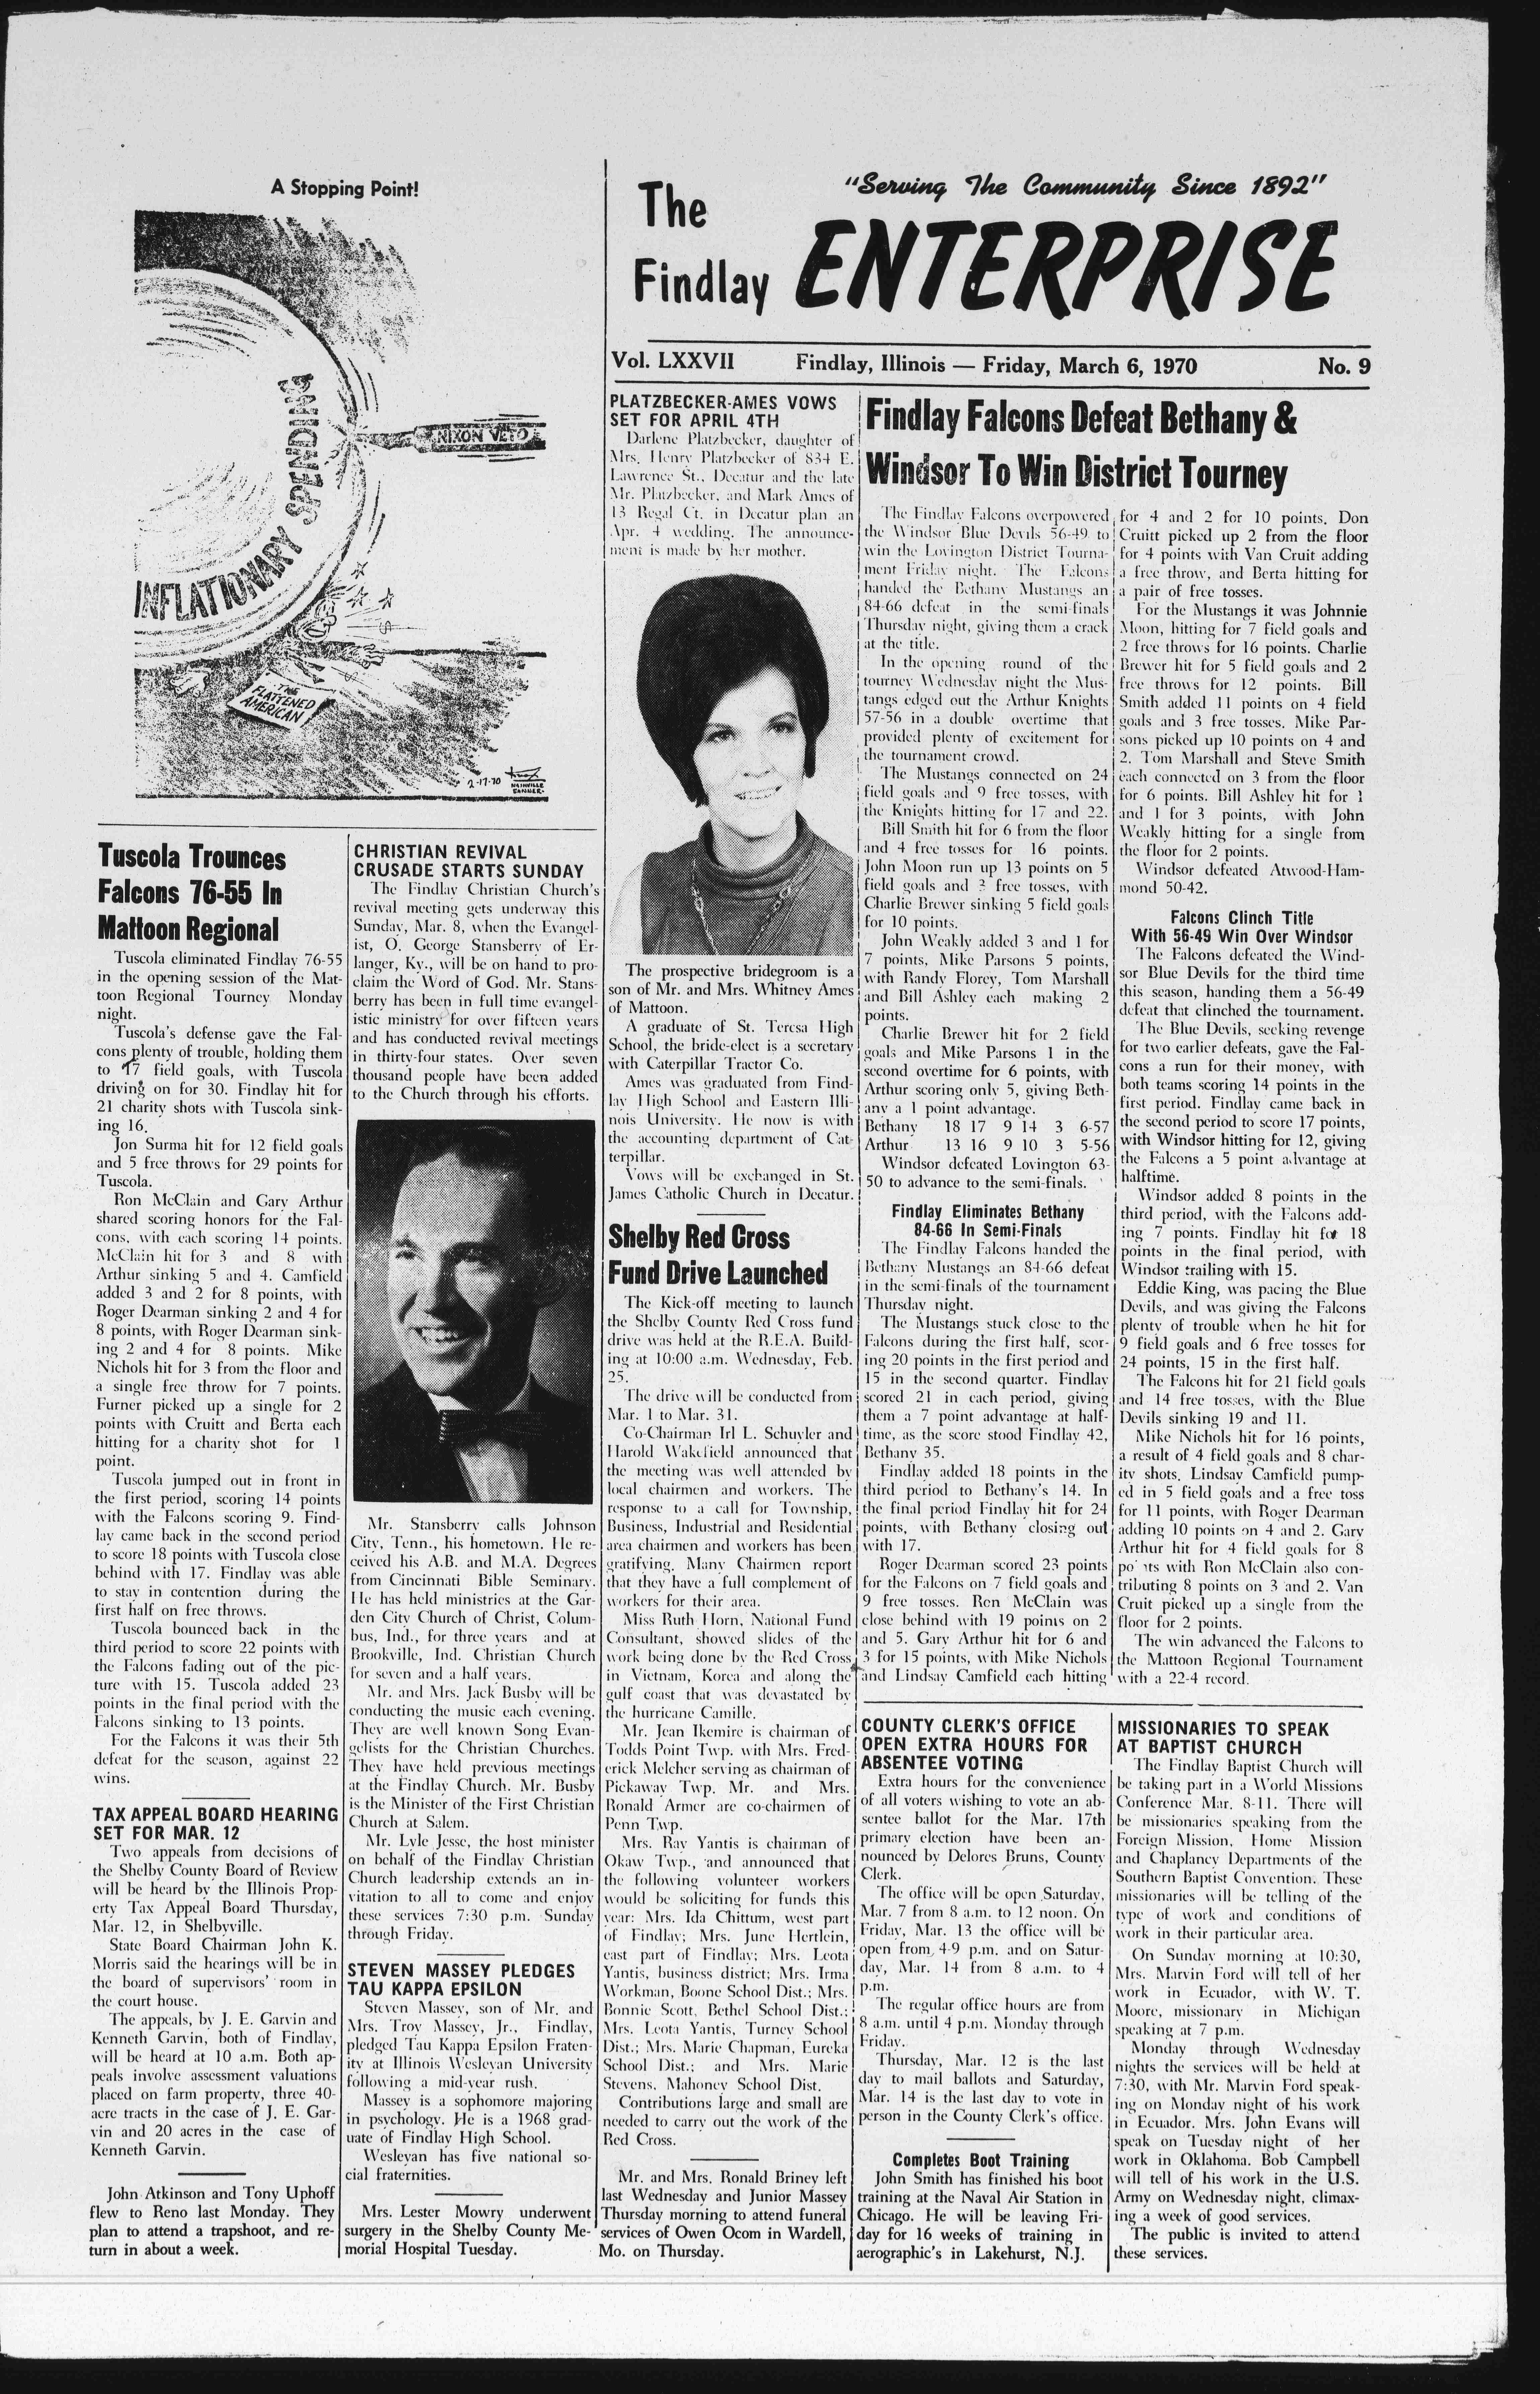 A Stopping Point!
INFLATIONARY SPENDING
NIXON VETO
THE
FLATTENED
AMERICAN
2-17-70
NASHVILLE
BANNER-
"Serving The Community Since 1892"
The
Findlay
ENTERPRISE
Vol. LXXVII Findlay, Illinois — Friday, March 6, 1970 No. 9
Tuscola Trounces
Falcons 76-55 In
Mattoon Regional
Tuscola eliminated Findlay 76-55
in the opening session of the Mat-
toon Regional Tourney Monday
night.
Tuscola's defense gave the Fal-
cons plenty of trouble, holding them
to 17 field goals, with Tuscola
driving on for 30. Findlay hit for
21 charity shots with Tuscola sink-
ing 16.
Jon Surma hit for 12 field goals
and 5 free throws for 29 points for
Tuscola.
Ron McClain and Gary Arthur
shared scoring honors for the Fal-
cons, with each scoring 14 points.
McClain hit for 3 and 8 with
Arthur sinking 5 and 4. Camfield
added 3 and 2 for 8 points, with
Roger Dearman sinking 2 and 4 for
8 points, with Roger Dearman sink-
ing 2 and 4 for 8 points. Mike
Nichols hit for 3 from the floor and
a single free throw for 7 points.
Furner picked up a single for 2
points with Cruitt and Berta each
hitting for a charity shot for 1
point.
Tuscola jumped out in front in
the first period, scoring 14 points
with the Falcons scoring 9. Find-
lay came back in the second period
to score 18 points with Tuscola close
behind with 17. Findlay was able
to stay in contention during the
first half on free throws.
Tuscola bounced back in the
third period to score 22 points with
the Falcons fading out of the pic-
ture with 15. Tuscola added 23
points in the final period with the
Falcons sinking to 13 points.
For the Falcons it was their 5th
defeat for the season, against 22
wins.
TAX APPEAL BOARD HEARING
SET FOR MAR. 12
Two appeals from decisions of
the Shelby County Board of Review
will be heard by the Illinois Prop-
erty Tax Appeal Board Thursday,
Mar. 12, in Shelbyville.
State Board Chairman John K.
Morris said the hearings will be in
the board of supervisors' room in
the court house.
The appeals, by J. E. Garvin and
Kenneth Garvin, both of Findlay,
will be heard at 10 a.m. Both ap-
peals involve assessment valuations
placed on farm property, three 40-
acre tracts in the case of J. E. Gar-
vin and 20 acres in the case of
Kenneth Garvin.
John Atkinson and Tony Uphoff
flew to Reno last Monday. They
plan to attend a trapshoot, and re-
turn in about a week.
CHRISTIAN REVIVAL
CRUSADE STARTS SUNDAY
The Findlay Christian Church's
revival meeting gets underway this
Sunday, Mar. 8, when the Evangel-
ist, O. George Stansberry of Er-
langer, Ky., will be on hand to pro-
claim the Word of God. Mr. Stans-
berry has been in full time evangel-
istic ministry for over fifteen years
and has conducted revival meetings
in thirty-four states. Over seven
thousand people have been added
to the Church through his efforts.
Mr. Stansberry calls Johnson
City, Tenn., his hometown. He re-
ceived his A.B. and M.A. Degrees
from Cincinnati Bible Seminary.
He has held ministries at the Gar-
den City Church of Christ, Colum-
bus, Ind., for three years and at
Brookville, Ind. Christian Church
for seven and a half years.
Mr. and Mrs. Jack Busby will be
conducting the music each evening.
They are well known Song Evan-
gelists for the Christian Churches.
They have held previous meetings
at the Findlay Church. Mr. Busby
is the Minister of the First Christian
Church at Salem.
Mr. Lyle Jesse, the host minister
on behalf of the Findlay Christian
Church leadership extends an in-
vitation to all to come and enjoy
these services 7:30 p.m. Sunday
through Friday.
STEVEN MASSEY PLEDGES
TAU KAPPA EPSILON
Steven Massey, son of Mr. and
Mrs. Troy Massey, Jr., Findlay,
pledged Tau Kappa Epsilon Fratern-
ity at Illinois Wesleyan University
following a mid-year rush.
Massey is a sophomore majoring
in psychology. He is a 1968 grad-
uate of Findlay High School.
Wesleyan has five national so-
cial fraternities.
Mrs. Lester Mowry underwent
surgery in the Shelby County Me-
morial Hospital Tuesday.
PLATZBECKER-AMES VOWS
SET FOR APRIL 4TH
Darlene Platzbecker, daughter of
Mrs. Henry Platzbecker of 834 E.
Lawrence St., Decatur and the late
Mr. Platzbecker, and Mark Ames of
13 Regal Ct. in Decatur plan an
Apr. 4 wedding. The announce-
ment is made by her mother.
The prospective bridegroom is a
son of Mr. and Mrs. Whitney Ames
of Mattoon.
A graduate of St. Teresa High
School, the bride-elect is a secretary
with Caterpillar Tractor Co.
Ames was graduated from Find-
lay High School and Eastern Illi-
nois University. He now is with
the accounting department of Cat-
terpillar.
Vows will be exchanged in St.
James Catholic Church in Decatur.
Shelby Red Cross
Fund Drive Launched
The Kick-off meeting to launch
the Shelby County Red Cross fund
drive was held at the R.E.A. Build-
ing at 10:00 a.m. Wednesday, Feb.
25.
The drive will be conducted from
Mar. 1 to Mar. 31.
Co-Chairman Irl L. Schuyler and
Harold Wakefield announced that
the meeting was well attended by
local chairmen and workers. The
response to a call for Township,
Business, Industrial and Residential
area chairmen and workers has been
gratifying. Many Chairmen report
that they have a full complement of
workers for their area.
Miss Ruth Horn, National Fund
Consultant, showed slides of the
work being done by the Red Cross
in Vietnam, Korea and along the
gulf coast that was devastated by
the hurricane Camille.
Mr. Jean Ikemire is chairman of
Todds Point Twp. with Mrs. Fred-
erick Melcher serving as chairman of
Pickaway Twp. Mr. and Mrs.
Ronald Armer are co-chairmen of
Penn Twp.
Mrs. Ray Yantis is chairman of
Okaw Twp., and announced that
the following volunteer workers
would be soliciting for funds this
year: Mrs. Ida Chittum, west part
of Findlay; Mrs. June Hertlein,
east part of Findlay; Mrs. Leota
Yantis, business district; Mrs. Irma
Workman, Boone School Dist.; Mrs.
Bonnie Scott, Bethel School Dist.;
Mrs. Leota Yantis, Turney School
Dist.; Mrs. Marie Chapman, Eureka
School Dist.; and Mrs. Marie
Stevens, Mahoney School Dist.
Contributions large and small are
needed to carry out the work of the
Red Cross.
Mr. and Mrs. Ronald Briney left
last Wednesday and Junior Massey
Thursday morning to attend funeral
services of Owen Ocom in Wardell,
Mo. on Thursday.
Findlay Falcons Defeat Bethany &
Windsor To Win District Tourney
The Findlay Falcons overpowered
the Windsor Blue Devils 56-49 to
win the Lovington District Tourna-
ment Friday night. The Falcons
handed the Bethany Mustangs an
84-66 defeat in the semi-finals
Thursday night, giving them a crack
at the title.
In the opening round of the
tourney Wednesday night the Mus-
tangs edged out the Arthur Knights
57-56 in a double overtime that
provided plenty of excitement for
the tournament crowd.
The Mustangs connected on 24
field goals and 9 free tosses, with
the Knights hitting for 17 and 22.
Bill Smith hit for 6 from the floor
and 4 free tosses for 16 points.
John Moon run up 13 points on 5
field goals and 3 free tosses, with
Charlie Brewer sinking 5 field goals
for 10 points.
John Weakly added 3 and 1 for
7 points, Mike Parsons 5 points,
with Randy Florey, Tom Marshall
and Bill Ashley each making 2
points.
Charlie Brewer hit for 2 field
goals and Mike Parsons 1 in the
second overtime for 6 points, with
Arthur scoring only 5, giving Beth-
any a 1 point advantage.
Bethany 18 17 9 14 3 6-57
Arthur 13 16 9 10 3 5-56
Windsor defeated Lovington 63-
50 to advance to the semi-finals.
Findlay Eliminates Bethany
84-66 In Semi-Finals
The Findlay Falcons handed the
Bethany Mustangs an 84-66 defeat
in the semi-finals of the tournament
Thursday night.
The Mustangs stuck close to the
Falcons during the first half, scor-
ing 20 points in the first period and
15 in the second quarter. Findlay
scored 21 in each period, giving
them a 7 point advantage at half-
time, as the score stood Findlay 42,
Bethany 35.
Findlay added 18 points in the
third period to Bethany's 14. In
the final period Findlay hit for 24
points, with Bethany closing out
with 17.
Roger Dearman scored 23 points
for the Falcons on 7 field goals and
9 free tosses. Ron McClain was
close behind with 19 points on 2
and 5. Gary Arthur hit for 6 and
3 for 15 points, with Mike Nichols
and Lindsay Camfield each hitting
for 4 and 2 for 10 points. Don
Cruitt picked up 2 from the floor
for 4 points with Van Cruit adding
a free throw, and Berta hitting for
a pair of free tosses.
For the Mustangs it was Johnnie
Moon, hitting for 7 field goals and
2 free throws for 16 points. Charlie
Brewer hit for 5 field goals and 2
free throws for 12 points. Bill
Smith added 11 points on 4 field
goals and 3 free tosses. Mike Par-
sons picked up 10 points on 4 and
2. Tom Marshall and Steve Smith
each connected on 3 from the floor
for 6 points. Bill Ashley hit for 1
and 1 for 3 points, with John
Weakly hitting for a single from
the floor for 2 points.
Windsor defeated Atwood-Ham-
mond 50-42.
Falcons Clinch Title
With 56-49 Win Over Windsor
The Falcons defeated the Wind-
sor Blue Devils for the third time
this season, handing them a 56-49
defeat that clinched the tournament.
The Blue Devils, seeking revenge
for two earlier defeats, gave the Fal-
cons a run for their money, with
both teams scoring 14 points in the
first period. Findlay came back in
the second period to score 17 points,
with Windsor hitting for 12, giving
the Falcons a 5 point advantage at
halftime.
Windsor added 8 points in the
third period, with the Falcons add-
ing 7 points. Findlay hit for 18
points in the final period, with
Windsor trailing with 15.
Eddie King, was pacing the Blue
Devils, and was giving the Falcons
plenty of trouble when he hit for
9 field goals and 6 free tosses for
24 points, 15 in the first half.
The Falcons hit for 21 field goals
and 14 free tosses, with the Blue
Devils sinking 19 and 11.
Mike Nichols hit for 16 points,
a result of 4 field goals and 8 char-
ity shots. Lindsay Camfield pump-
ed in 5 field goals and a free toss
for 11 points, with Roger Dearman
adding 10 points on 4 and 2. Gary
Arthur hit for 4 field goals for 8
po nts with Ron McClain also con-
tributing 8 points on 3 and 2. Van
Cruit picked up a single from the
floor for 2 points.
The win advanced the Falcons to
the Mattoon Regional Tournament
with a 22-4 record.
COUNTY CLERK'S OFFICE
OPEN EXTRA HOURS FOR
ABSENTEE VOTING
Extra hours for the convenience
of all voters wishing to vote an ab-
sentee ballot for the Mar. 17th
primary election have been an-
nounced by Delores Bruns, County
Clerk.
The office will be open Saturday,
Mar. 7 from 8 a.m. to 12 noon. On
Friday, Mar. 13 the office will be
open from 4-9 p.m. and on Satur-
day, Mar. 14 from 8 a.m. to 4
p.m.
The regular office hours are from
8 a.m. until 4 p.m. Monday through
Friday.
Thursday, Mar. 12 is the last
day to mail ballots and Saturday,
Mar. 14 is the last day to vote in
person in the County Clerk's office.
Completes Boot Training
John Smith has finished his boot
training at the Naval Air Station in
Chicago. He will be leaving Fri-
day for 16 weeks of training in
aerographic's in Lakehurst, N.J.
MISSIONARIES TO SPEAK
AT BAPTIST CHURCH
The Findlay Baptist Church will
be taking part in a World Missions
Conference Mar. 8-11. There will
be missionaries speaking from the
Foreign Mission, Home Mission
and Chaplancy Departments of the
Southern Baptist Convention. These
missionaries will be telling of the
type of work and conditions of
work in their particular area.
On Sunday morning at 10:30,
Mrs. Marvin Ford will tell of her
work in Ecuador, with W. T.
Moore, missionary in Michigan
speaking at 7 p.m.
Monday through Wednesday
nights the services will be held at
7:30, with Mr. Marvin Ford speak-
ing on Monday night of his work
in Ecuador. Mrs. John Evans will
speak on Tuesday night of her
work in Oklahoma. Bob Campbell
will tell of his work in the U.S.
Army on Wednesday night, climax-
ing a week of good services.
The public is invited to attend
these services.